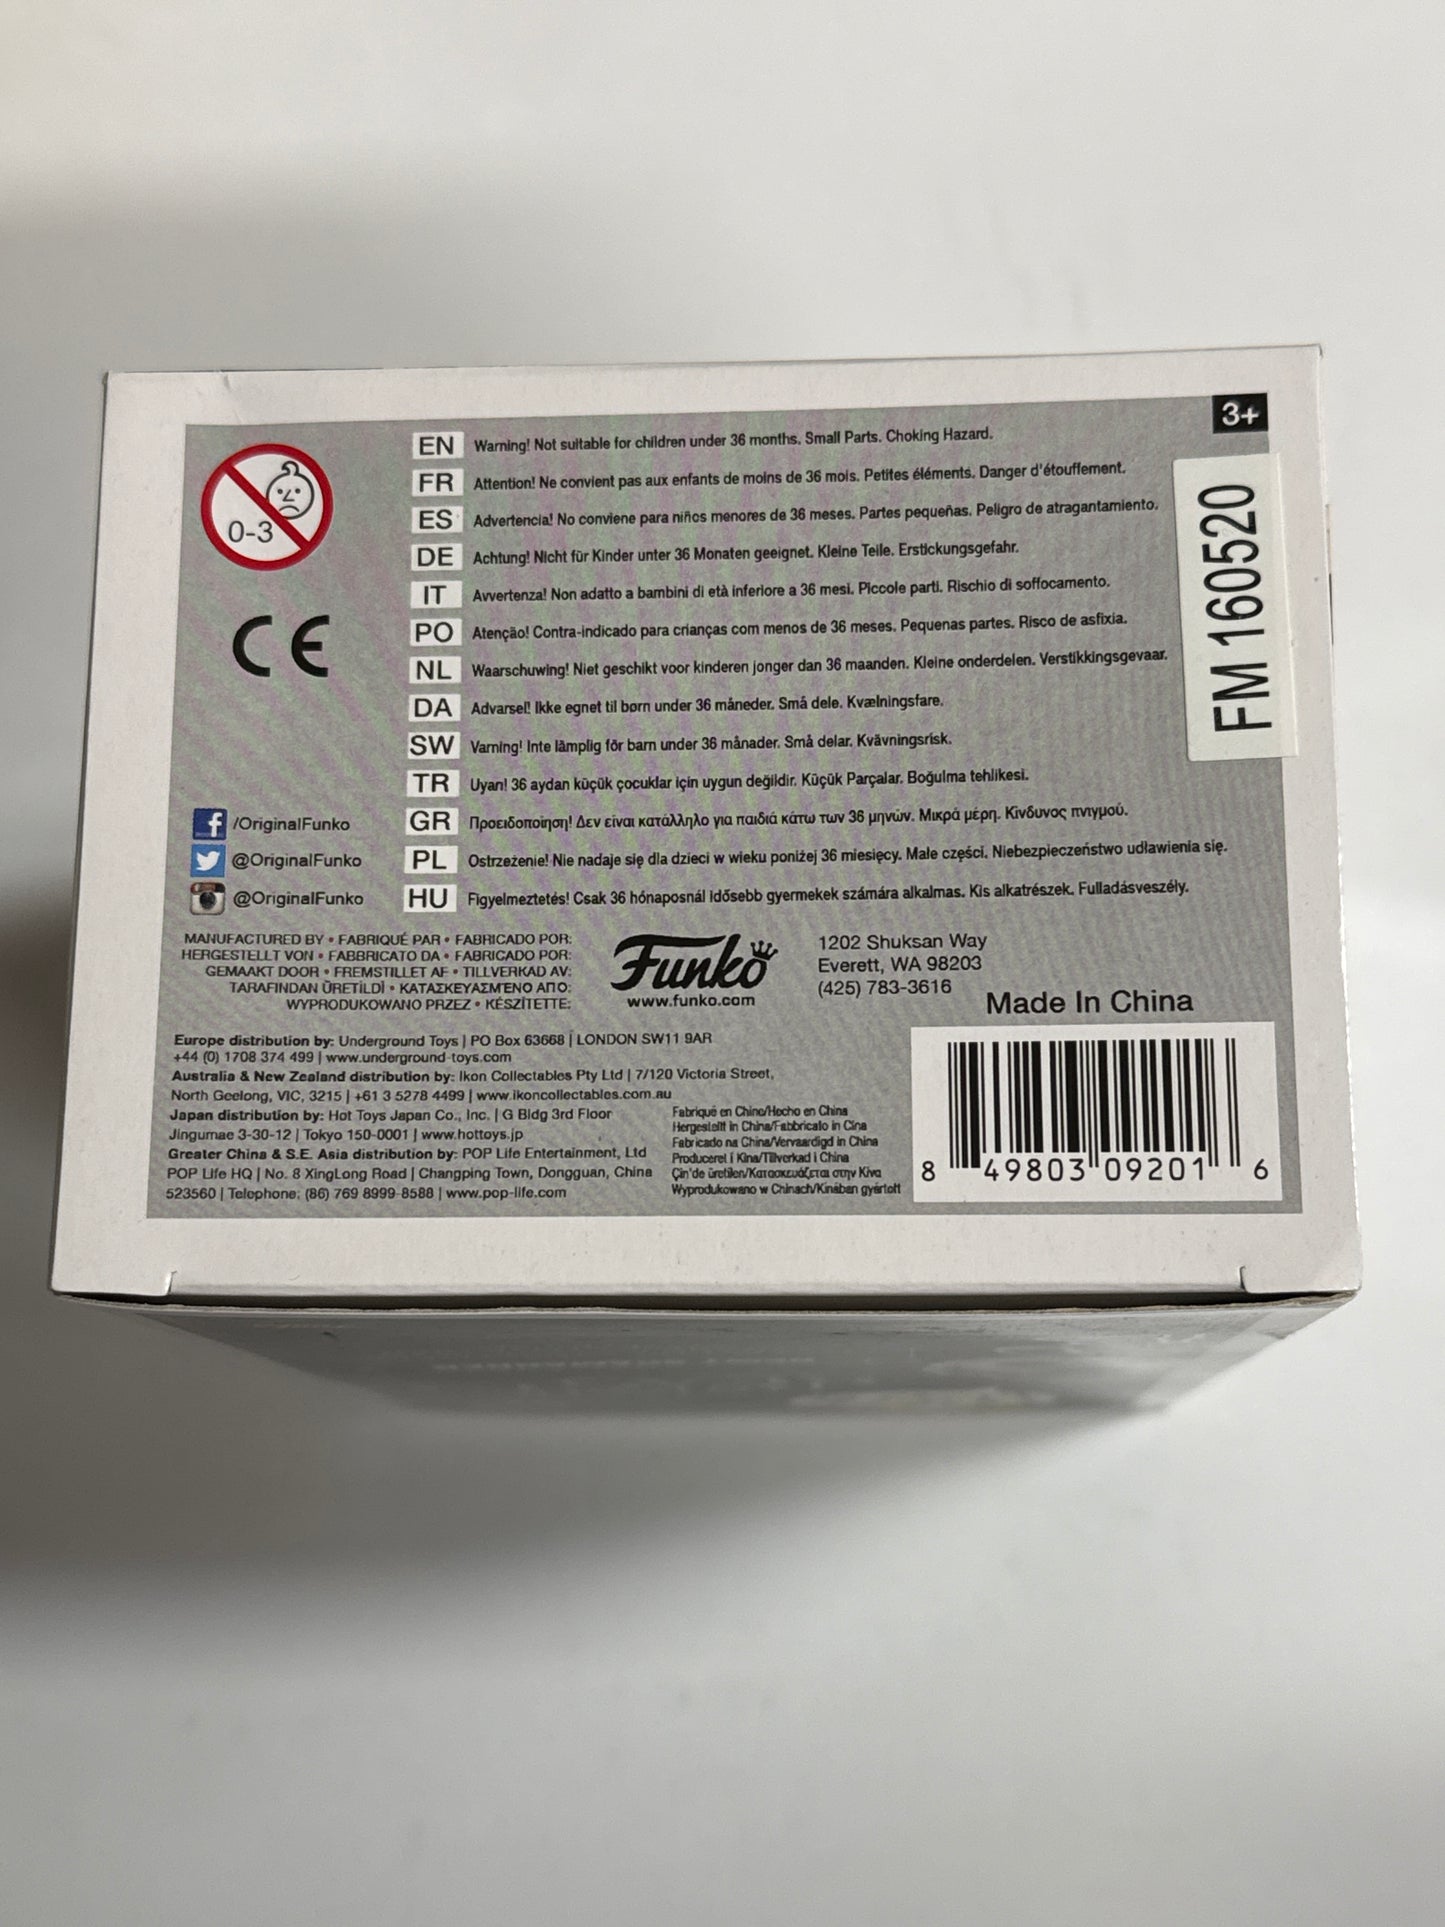 3+
0-3
CE
EN Warning! Not suitable for children under 36 months. Small Parts. Choking Hazard.
FR Attention! Ne convient pas aux enfants de moins de 36 mois. Petites éléments. Danger d'étouffement.
ES Advertencia! No conviene para niños menores de 36 meses. Partes pequeñas. Peligro de atragantamiento.
DE Achtung! Nicht für Kinder unter 36 Monaten geeignet. Kleine Teile. Erstickungsgefahr.
IT Avvertenza! Non adatto a bambini di età inferiore a 36 mesi. Piccole parti. Rischio di soffocamento.
PO Atenção! Contra-indicado para crianças com menos de 36 meses. Pequenas partes. Risco de asfixia.
NL Waarschuwing! Niet geschikt voor kinderen jonger dan 36 maanden. Kleine onderdelen. Verstikkingsgevaar.
DA Advarsel! Ikke egnet til børn under 36 måneder. Små dele. Kvælningsfare.
SW Varning! Inte lämplig för barn under 36 månader. Små delar. Kvävningsrisk.
TR Uyan! 36 aydan küçük çocuklar için uygun değildir. Küçük Parçalar. Boğulma tehlikesi.
GR Προειδοποίηση! Δεν είναι κατάλληλο για παιδιά κάτω των 36 μηνών. Μικρά μέρη. Κίνδυνος πνιγμού.
PL Ostrzeżenie! Nie nadaje się dla dzieci w wieku poniżej 36 miesięcy. Małe części. Niebezpieczeństwo udławienia się.
HU Figyelmeztetés! Csak 36 hónaposnál idősebb gyermekek számára alkalmas. Kis alkatrészek. Fulladásveszély.
FM 160520
/OriginalFunko
@OriginalFunko
@OriginalFunko
MANUFACTURED BY • FABRIQUÉ PAR • FABRICADO POR:
HERGESTELLT VON • FABBRICATO DA • FABRICADO POR:
GEMAAKT DOOR • FREMSTILLET AF • TILLVERKAD AV:
TARAFINDAN ÜRETİLDİ • ΚΑΤΑΣΚΕΥΑΣΜΈΝΟ ΑΠΟ:
WYPRODUKOWANO PRZEZ • KÉSZÍTETTE:
Funko
www.funko.com
1202 Shuksan Way
Everett, WA 98203
(425) 783-3616
Made In China
Europe distribution by: Underground Toys | PO Box 63668 | LONDON SW11 9AR
+44 (0) 1708 374 499 | www.underground-toys.com
Australia & New Zealand distribution by: Ikon Collectables Pty Ltd | 7/120 Victoria Street,
North Geelong, VIC, 3215 | +61 3 5278 4499 | www.ikoncollectables.com.au
Japan distribution by: Hot Toys Japan Co., Inc. | G Bldg 3rd Floor
Jingumae 3-30-12 | Tokyo 150-0001 | www.hottoys.jp
Greater China & S.E. Asia distribution by: POP Life Entertainment, Ltd
POP Life HQ | No. 8 XingLong Road | Changping Town, Dongguan, China
523560 | Telephone: (86) 769 8999-8588 | www.pop-life.com
Fabriqué en Chine/Hecho en China
Hergestellt in China/Fabbricato in Cina
Fabricado na China/Vervaardigd in China
Produceret i Kina/Tillverkad i China
Çin'de üretilen/Κατασκευάζεται στην Κίνα
Wyprodukowano w Chinach/Kínában gyártott
8 49803 09201 6